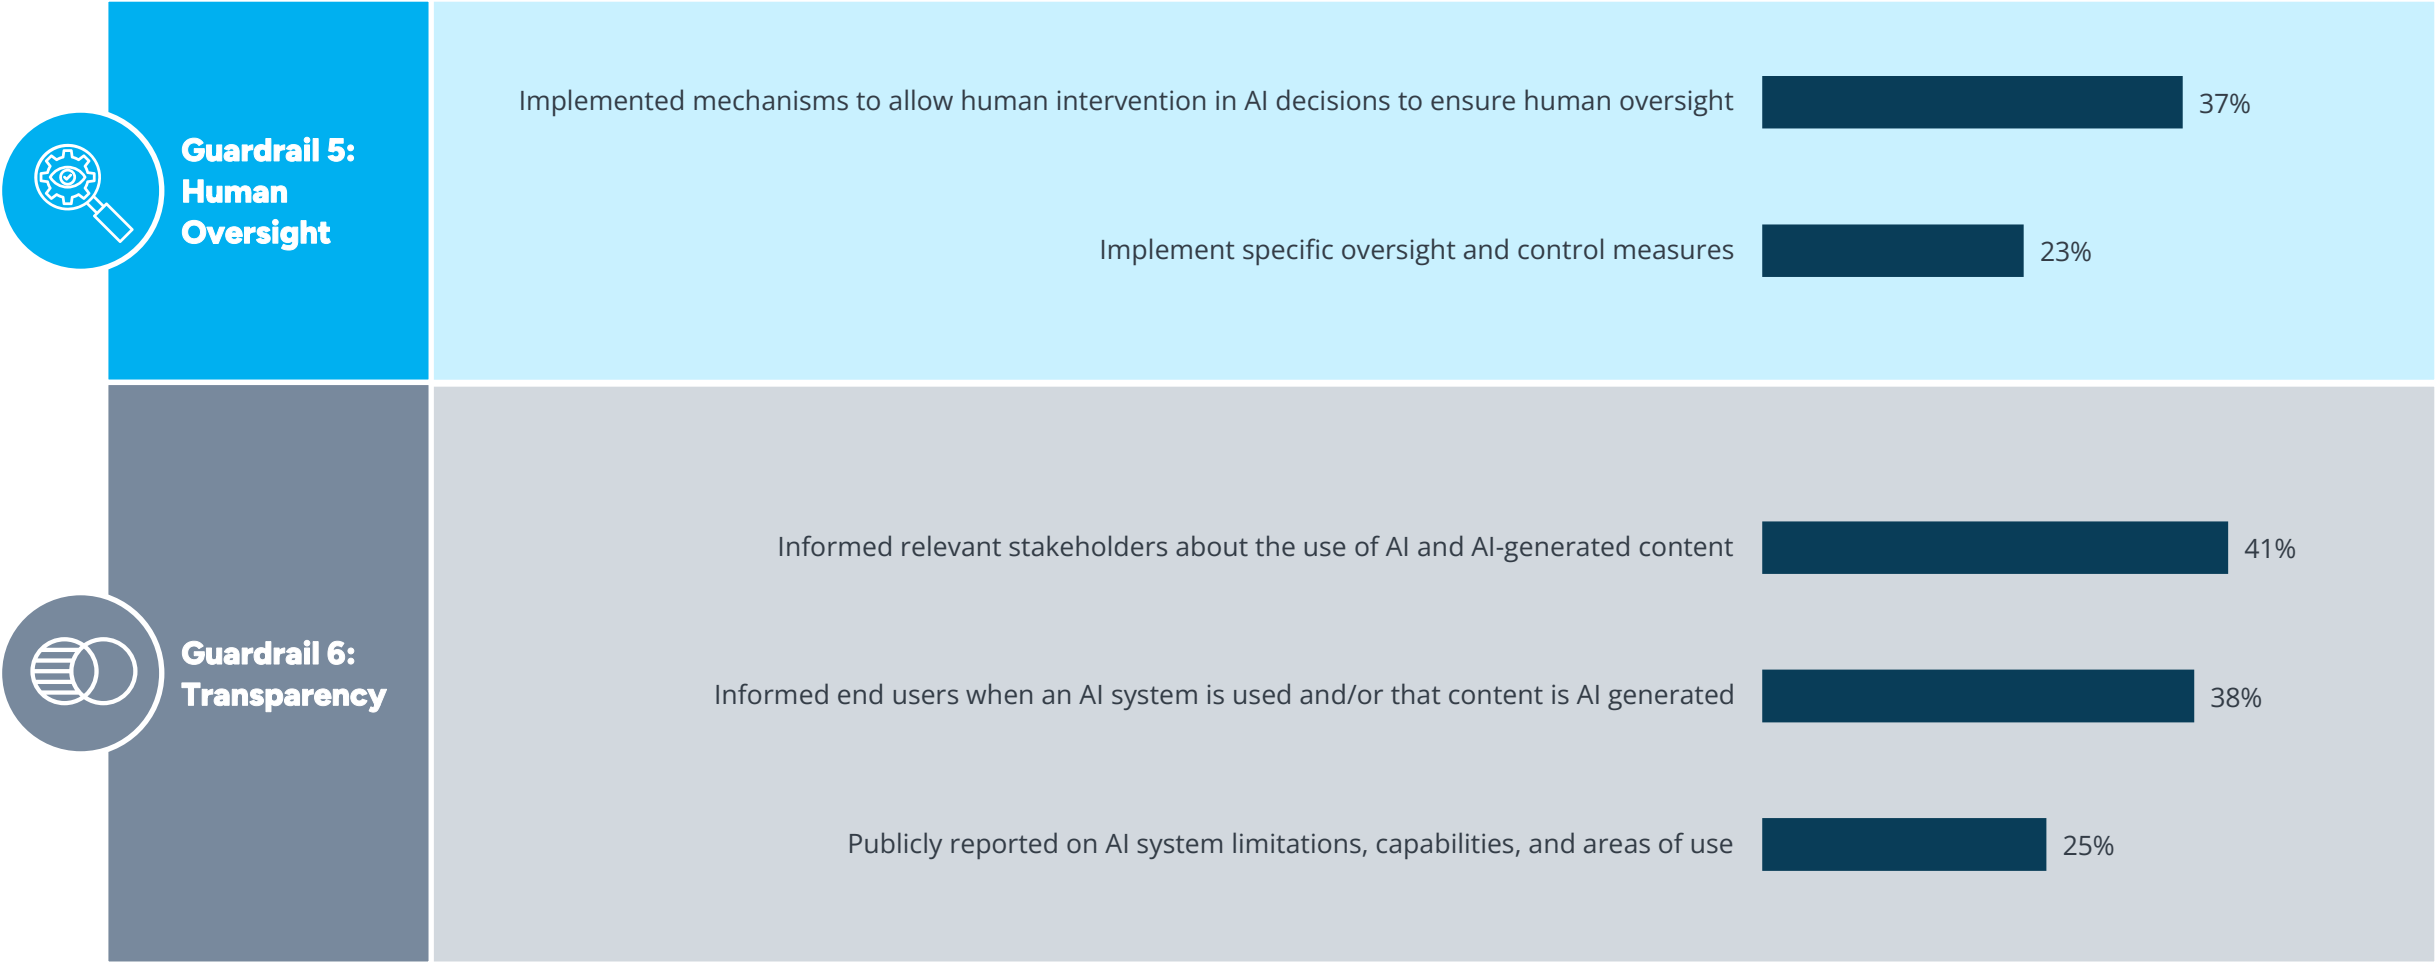 Guardrail 5:
Human
Oversight
Implemented mechanisms to allow human intervention in AI decisions to ensure human oversight
37%
Implement specific oversight and control measures
23%
Guardrail 6:
Transparency
Informed relevant stakeholders about the use of AI and AI-generated content
41%
Informed end users when an AI system is used and/or that content is AI generated
38%
Publicly reported on AI system limitations, capabilities, and areas of use
25%